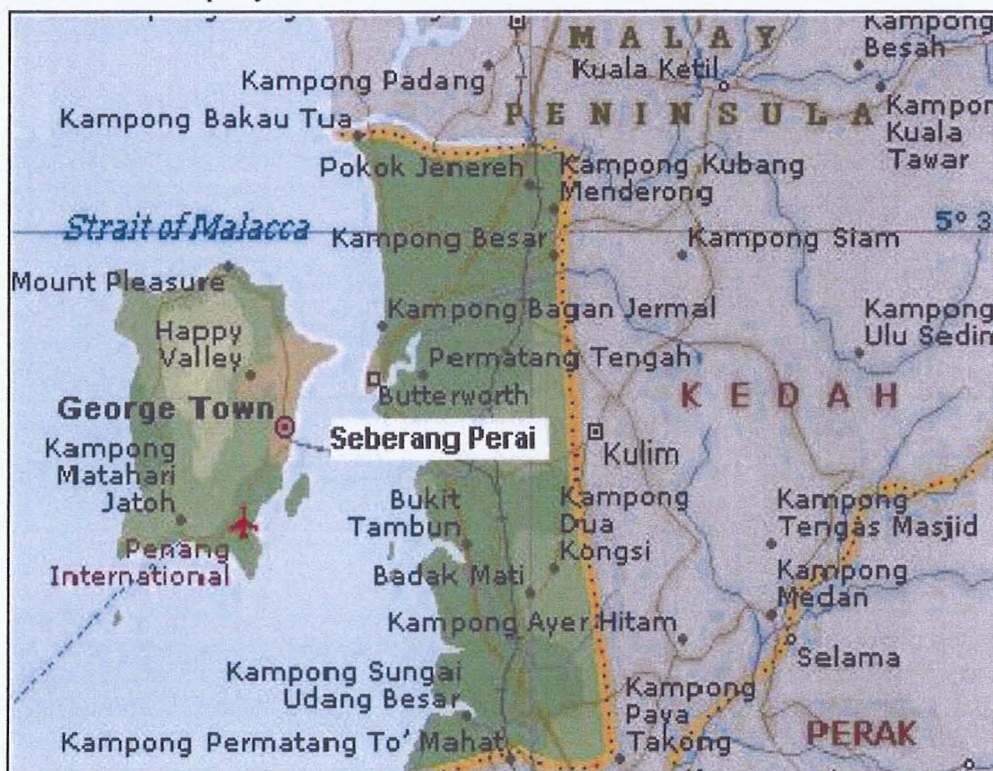 MALAY
Kampong Besah
Kuala Ketil
Kampong Padang
PENINSULA
Kampong Bakau Tua
Kuala
Tawar
Pokok Jenereh
Kampong Kubang
Menderong
Strait of Malacca
5° 3
Kampong Besar
Kampong Siam
Mount Pleasure
Kampong Bagan Jermal
Kampong
Ulu Sedin
Happy
Valley
Permatang Tengah
Butterworth
KEDAH
George Town
Seberang Perai
Kulim
Kampong
Matahari
Jatoh
Bukit
Tambun
Kampong
Dua
Kongsi
Kampong
Tengas Masjid
Penang
International
Badak Mati
Kampong
Medan
Kampong Ayer Hitam
Selama
Kampong Sungai
Udang Besar
Kampong
Paya
Takong
PERAK
Kampong Permatang To' Mahat